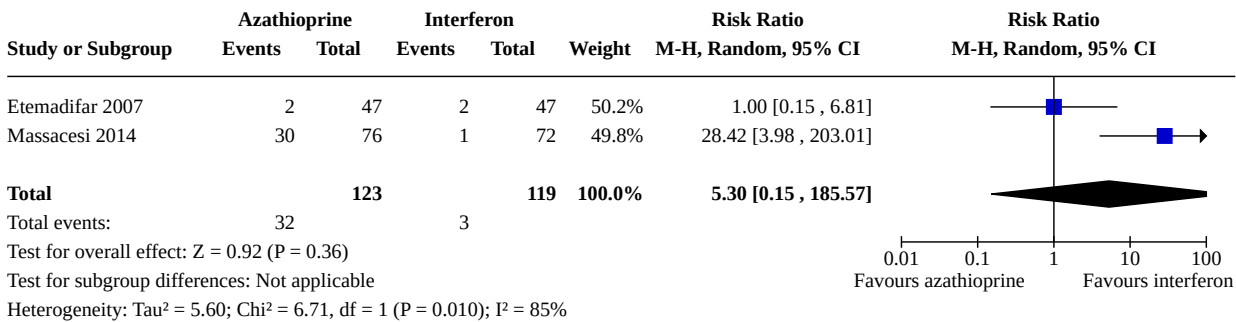 Azathioprine Interferon Risk Ratio Risk Ratio
Study or Subgroup Events Total Events Total Weight M-H, Random, 95% CI M-H, Random, 95% CI
Etemadifar 2007 2 47 2 47 50.2% 1.00 [0.15 , 6.81]
Massacesi 2014 30 76 1 72 49.8% 28.42 [3.98 , 203.01]
Total 123 119 100.0% 5.30 [0.15 , 185.57]
Total events: 32 3
Test for overall effect: Z = 0.92 (P = 0.36)
0.01 0.1 1 10 100
Test for subgroup differences: Not applicable
Favours azathioprine Favours interferon
Heterogeneity: Tau² = 5.60; Chi² = 6.71, df = 1 (P = 0.010); I² = 85%